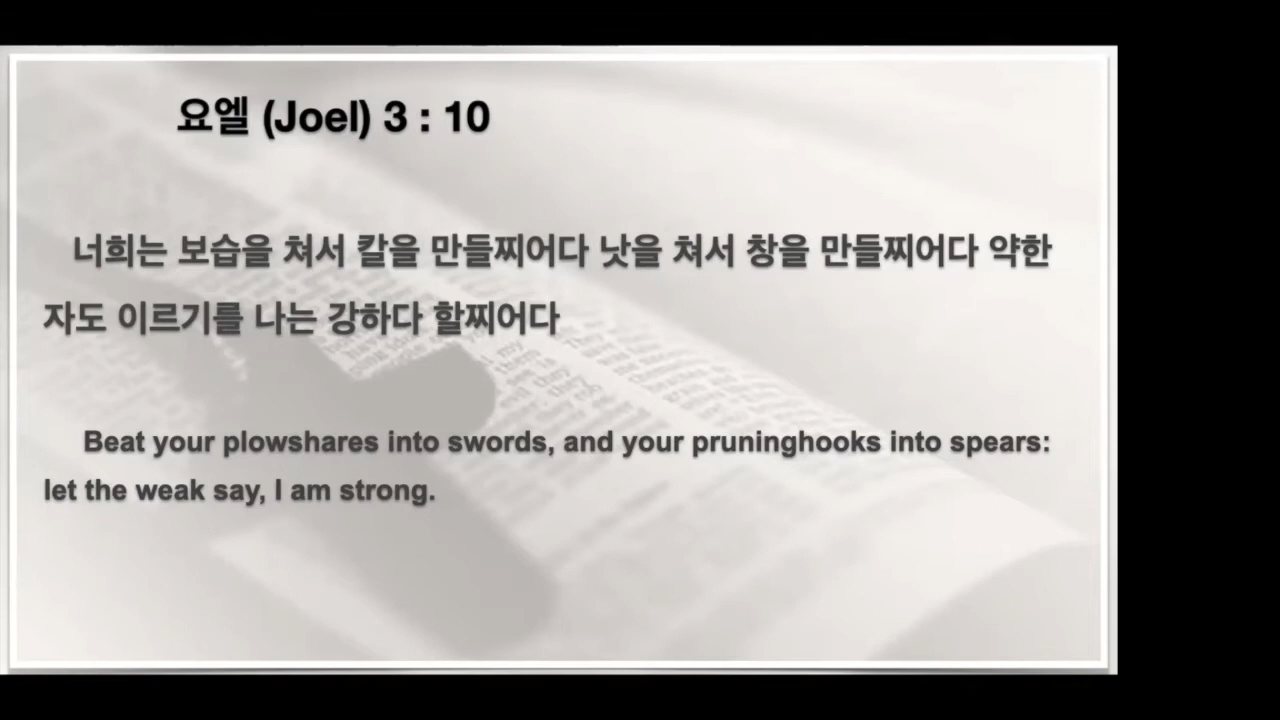 요엘 (Joel) 3 : 10
너희는 보습을 쳐서 칼을 만들찌어다 낫을 쳐서 창을 만들찌어다 약한
자도 이르기를 나는 강하다 할찌어다
Beat your plowshares into swords, and your pruninghooks into spears:
let the weak say, I am strong.